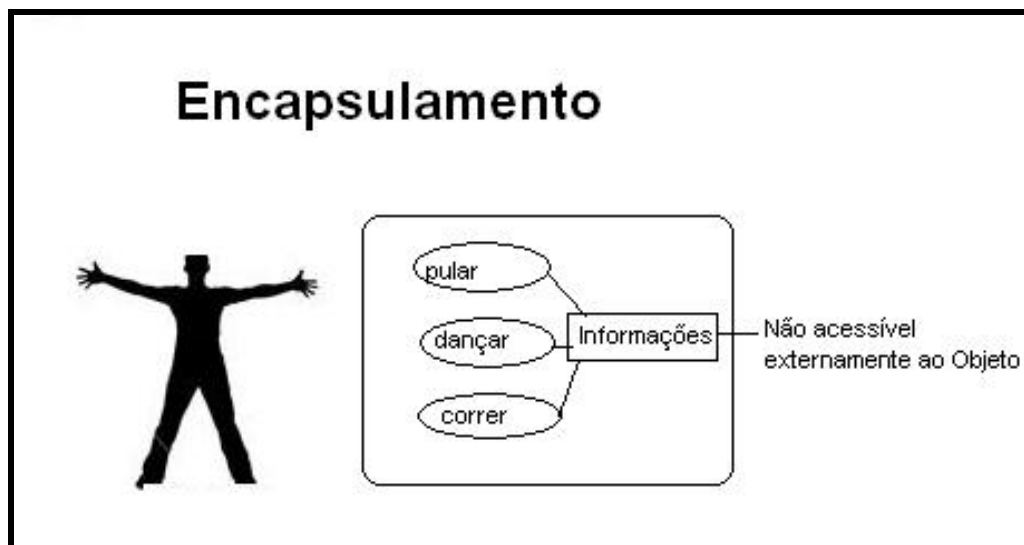 Encapsulamento
pular
dançar
correr
Informações
Não acessível
externamente ao Objeto